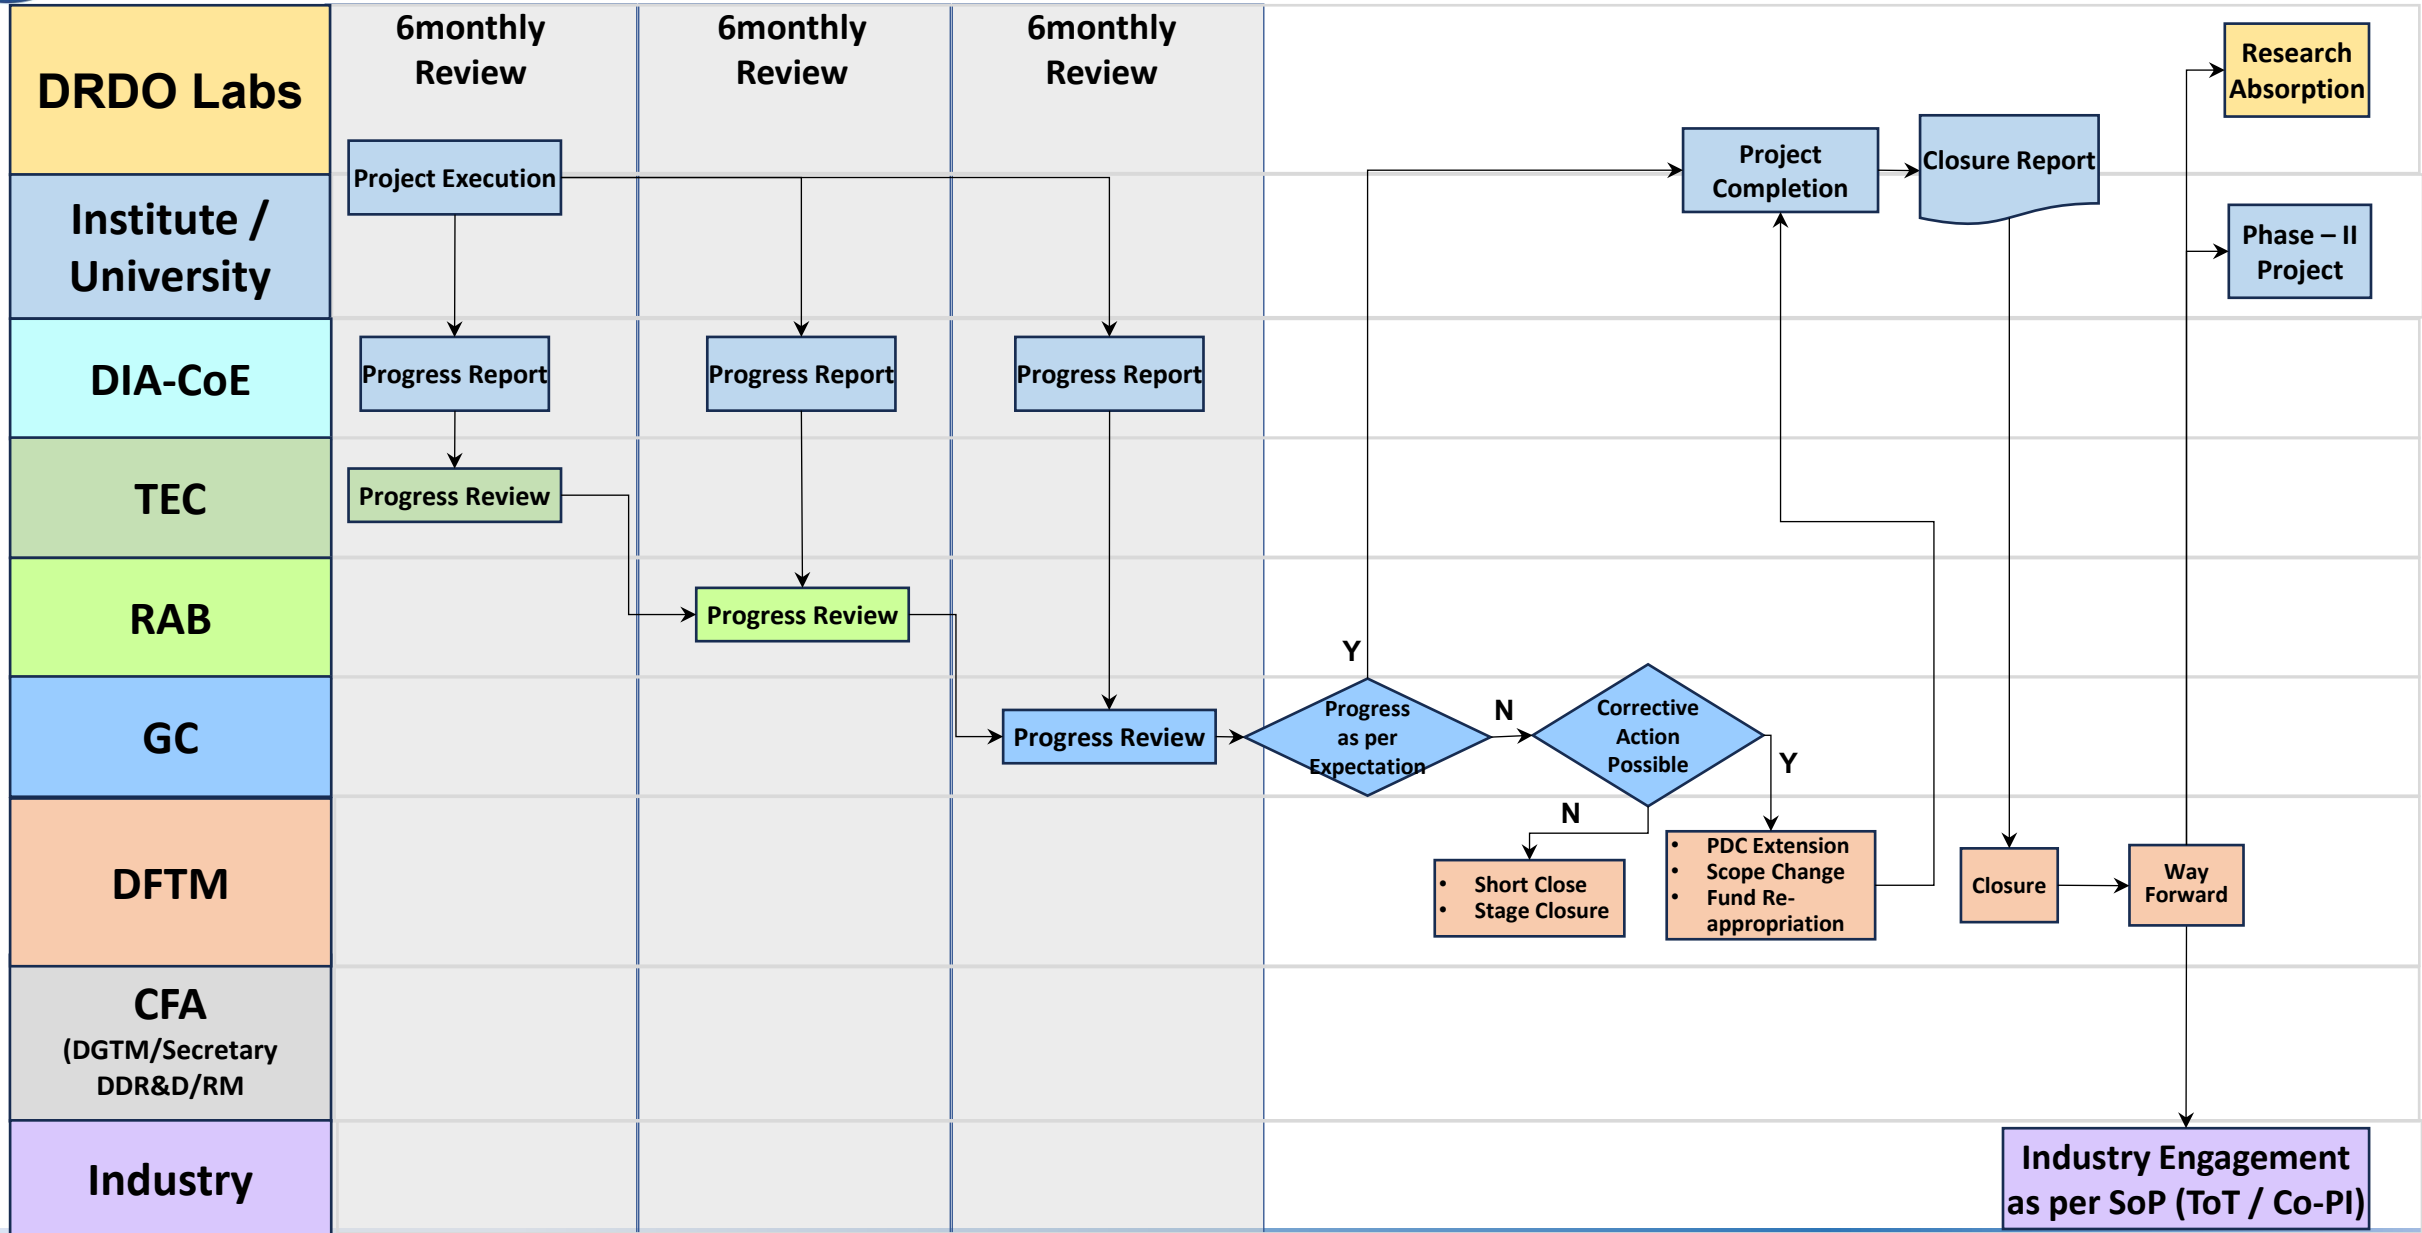 DRDO Labs
Institute /
University
DIA-CoE
TEC
RAB
GC
DFTM
CFA
(DGTM/Secretary
DDR&D/RM
Industry
6monthly
Review
6monthly
Review
6monthly
Review
Project Execution
Progress Report
Progress Report
Progress Report
Progress Review
Progress Review
Progress Review
Progress
as per
Expectation
Y
N
Corrective
Action
Possible
N
Y
• Short Close
• Stage Closure
• PDC Extension
• Scope Change
• Fund Re-
appropriation
Project
Completion
Closure Report
Closure
Way
Forward
Research
Absorption
Phase – II
Project
Industry Engagement
as per SoP (ToT / Co-PI)